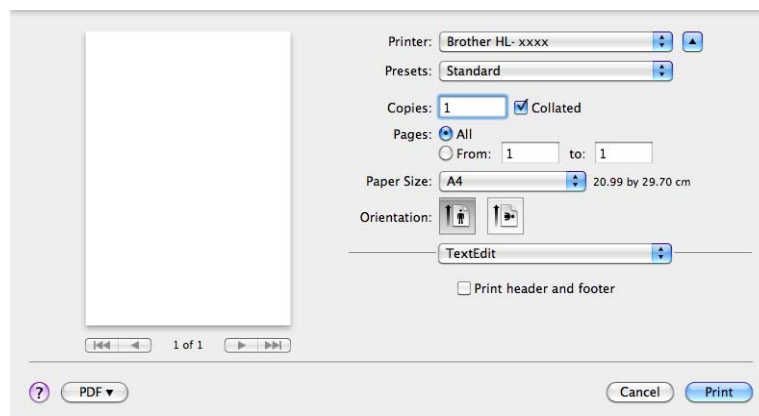 Printer: Brother HL- xxxx
Presets: Standard
Copies: 1 Collated
Pages: All
From: 1 to: 1
Paper Size: A4 20.99 by 29.70 cm
Orientation:
TextEdit
Print header and footer
1 of 1
? PDF▼ Cancel Print